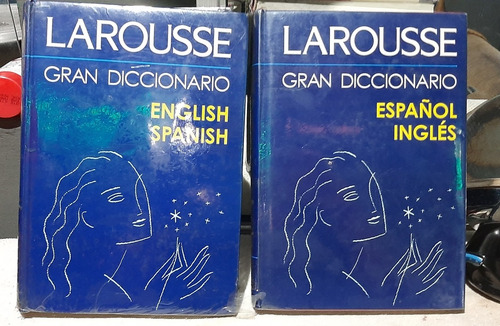 LAROUSSE
GRAN DICCIONARIO
ENGLISH
SPANISH
LAROUSSE
GRAN DICCIONARIO
ESPAÑOL
INGLÉS